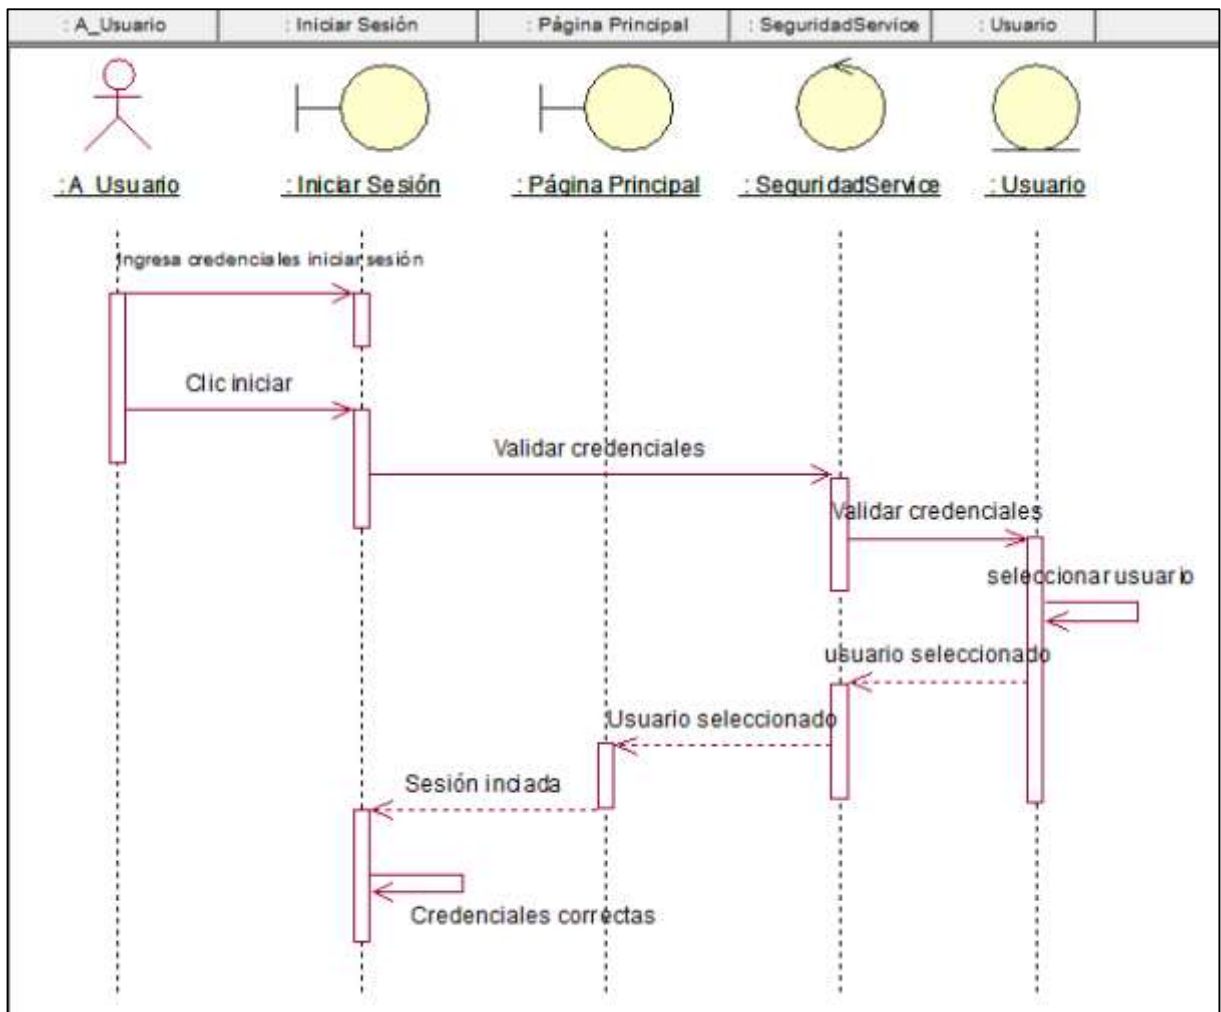 : A_Usuario
: Iniciar Sesión
: Página Principal
: SeguridadService
: Usuario
: A_Usuario
: Iniciar Sesión
: Página Principal
: SeguridadService
: Usuario
Ingresa credenciales iniciar sesión
Clic iniciar
Validar credenciales
Validar credenciales
seleccionar usuario
usuario seleccionado
Usuario seleccionado
Sesión inciada
Credenciales correctas